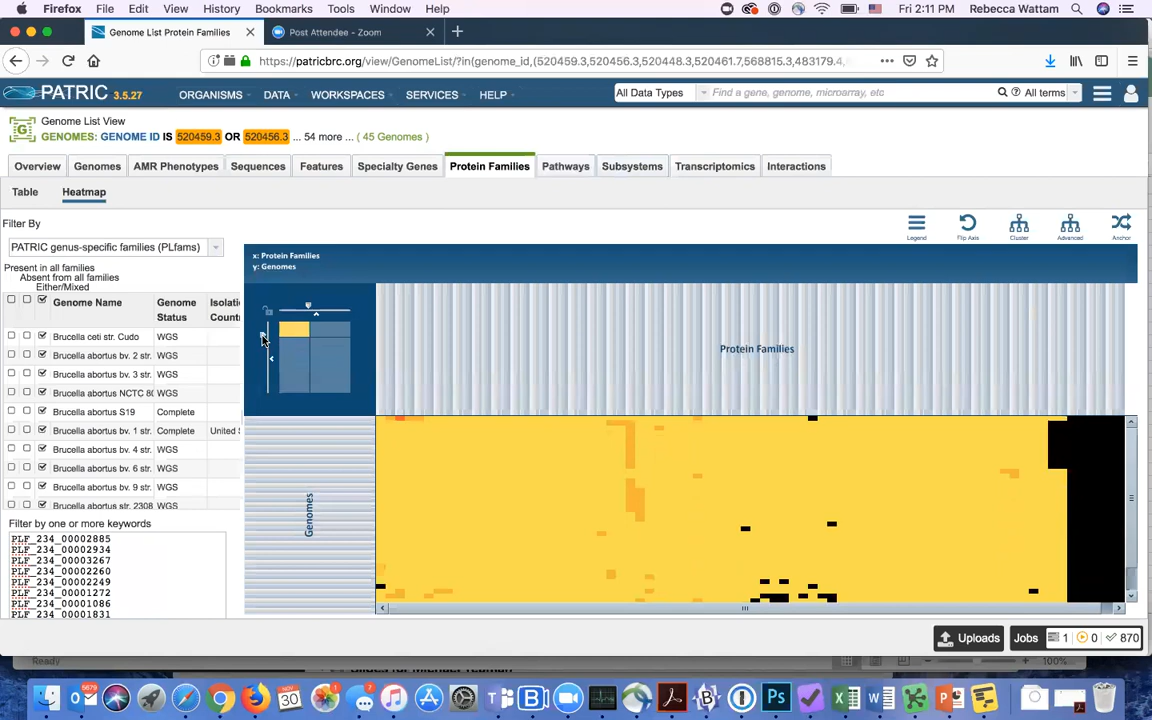 Firefox File Edit View History Bookmarks Tools Window Help Fri 2:11 PM Rebecca Wattam
Genome List Protein Families Post Attendee - Zoom
https://patricbrc.org/view/GenomeList/?in(genome_id,(520459.3,520456.3,520448.3,520461.7,568815.3,483179.4,
PATRIC 3.5.27 ORGANISMS DATA WORKSPACES SERVICES HELP All Data Types Find a gene, genome, microarray, etc All terms
Genome List View
GENOMES: GENOME ID IS 520459.3 OR 520456.3 ... 54 more ... ( 45 Genomes )
Overview Genomes AMR Phenotypes Sequences Features Specialty Genes Protein Families Pathways Subsystems Transcriptomics Interactions
Table Heatmap
Filter By
PATRIC genus-specific families (PLfams)
Legend Flip Axis Cluster Advanced Anchor
Present in all families
Absent from all families
Either/Mixed
Genome Name Genome Status Isolati Count
Brucella ceti str. Cudo WGS
Brucella abortus bv. 2 str. WGS
Brucella abortus bv. 3 str. WGS
Brucella abortus NCTC 80 WGS
Brucella abortus S19 Complete
Brucella abortus bv. 1 str. Complete United S
Brucella abortus bv. 4 str. WGS
Brucella abortus bv. 6 str. WGS
Brucella abortus bv. 9 str. WGS
Brucella abortus str. 2308 WGS
Filter by one or more keywords
PLF_234_00002885
PLF_234_00002934
PLF_234_00003267
PLF_234_00002260
PLF_234_00002249
PLF_234_00001272
PLF_234_00001086
PLF_234_00001831
x: Protein Families
y: Genomes
Protein Families
Genomes
Uploads Jobs 1 0 870
Ready 100%
5679
NOV
30
7